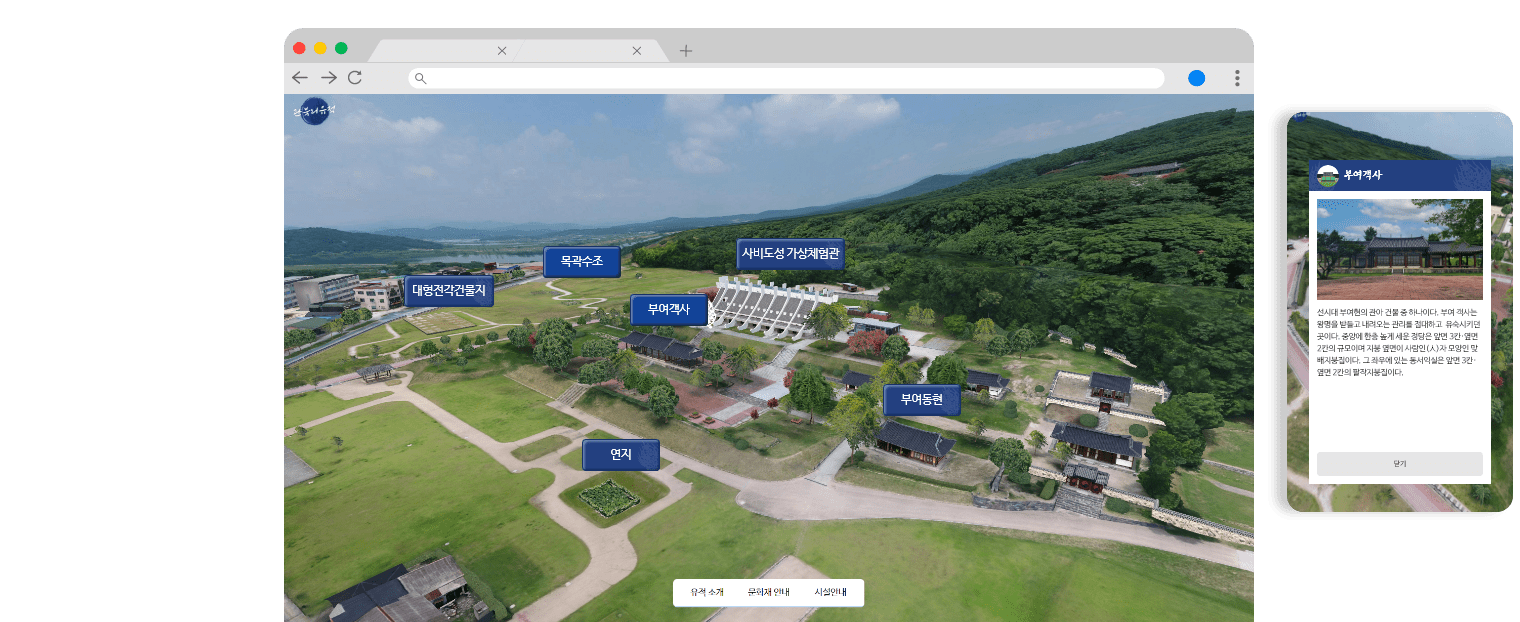 관북리유적
사비도성 가상체험관
목곽수조
대형전각건물지
부여객사
부여동헌
연지
유적 소개
문화재 안내
시설안내
부여객사
선시대 부여현의 관아 건물 중 하나이다. 부여 객사는
왕명을 받들고 내려오는 관리를 접대하고 유숙시키던
곳이다. 중앙에 한층 높게 세운 정당은 앞면 3칸·옆면
2칸의 규모이며 지붕 옆면이 사람인(人)자 모양인 맞
배지붕집이다. 그 좌우에 있는 동서익실은 앞면 3칸·
옆면 2칸의 팔작지붕집이다.
닫기